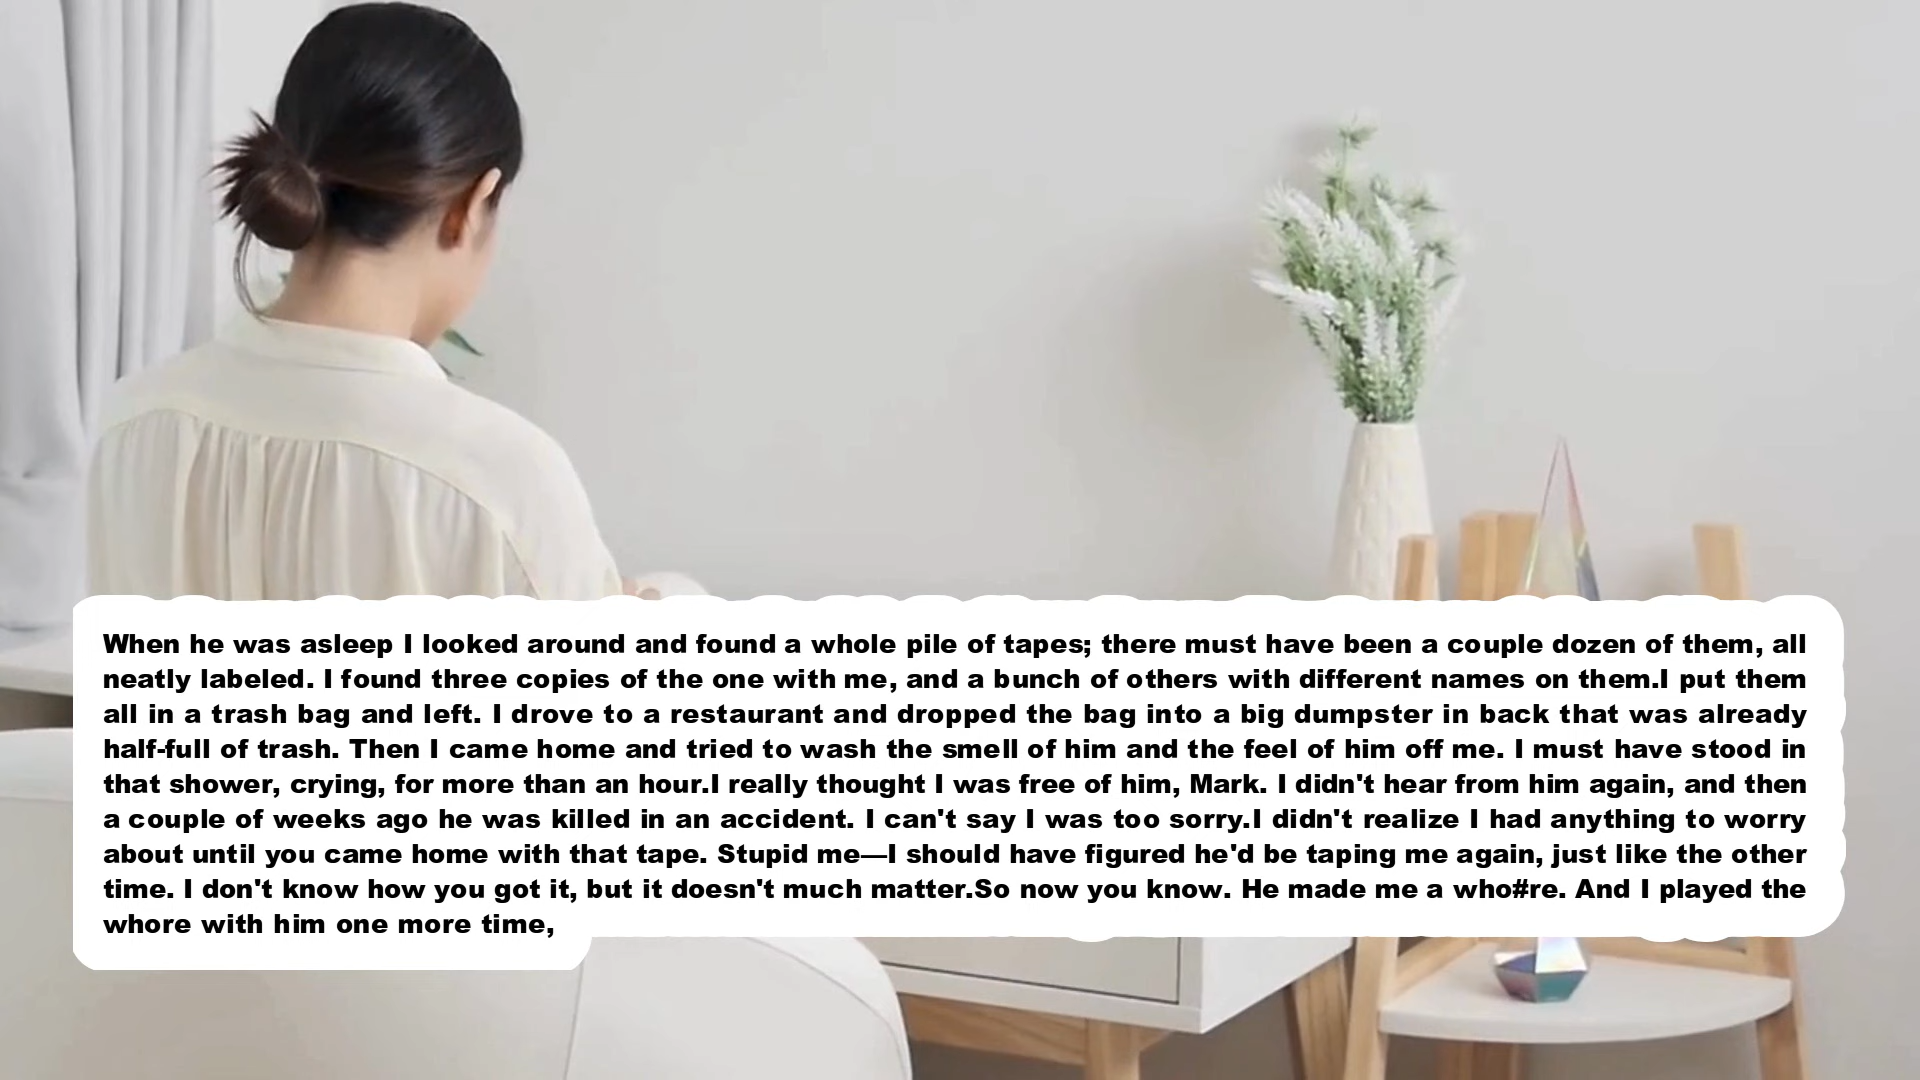 When he was asleep I looked around and found a whole pile of tapes; there must have been a couple dozen of them, all
neatly labeled. I found three copies of the one with me, and a bunch of others with different names on them.I put them
all in a trash bag and left. I drove to a restaurant and dropped the bag into a big dumpster in back that was already
half-full of trash. Then I came home and tried to wash the smell of him and the feel of him off me. I must have stood in
that shower, crying, for more than an hour.I really thought I was free of him, Mark. I didn't hear from him again, and then
a couple of weeks ago he was killed in an accident. I can't say I was too sorry.I didn't realize I had anything to worry
about until you came home with that tape. Stupid me—I should have figured he'd be taping me again, just like the other
time. I don't know how you got it, but it doesn't much matter.So now you know. He made me a who#re. And I played the
whore with him one more time,